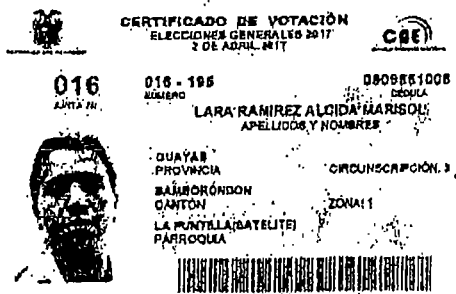 CERTIFICADO DE VOTACIÓN
ELECCIONES GENERALES 2017
2 DE ABRIL 2017
CNE
016
JUNTA No
016 - 195
NÚMERO
CÉDULA
LARA RAMIREZ ALCIDA MARISOL
APELLIDOS Y NOMBRES
GUAYAS
PROVINCIA
CIRCUNSCRIPCIÓN: 3
SAMBORONDON
CANTÓN
ZONA: 1
LA PUNTILLA(SATELITE)
PARROQUIA